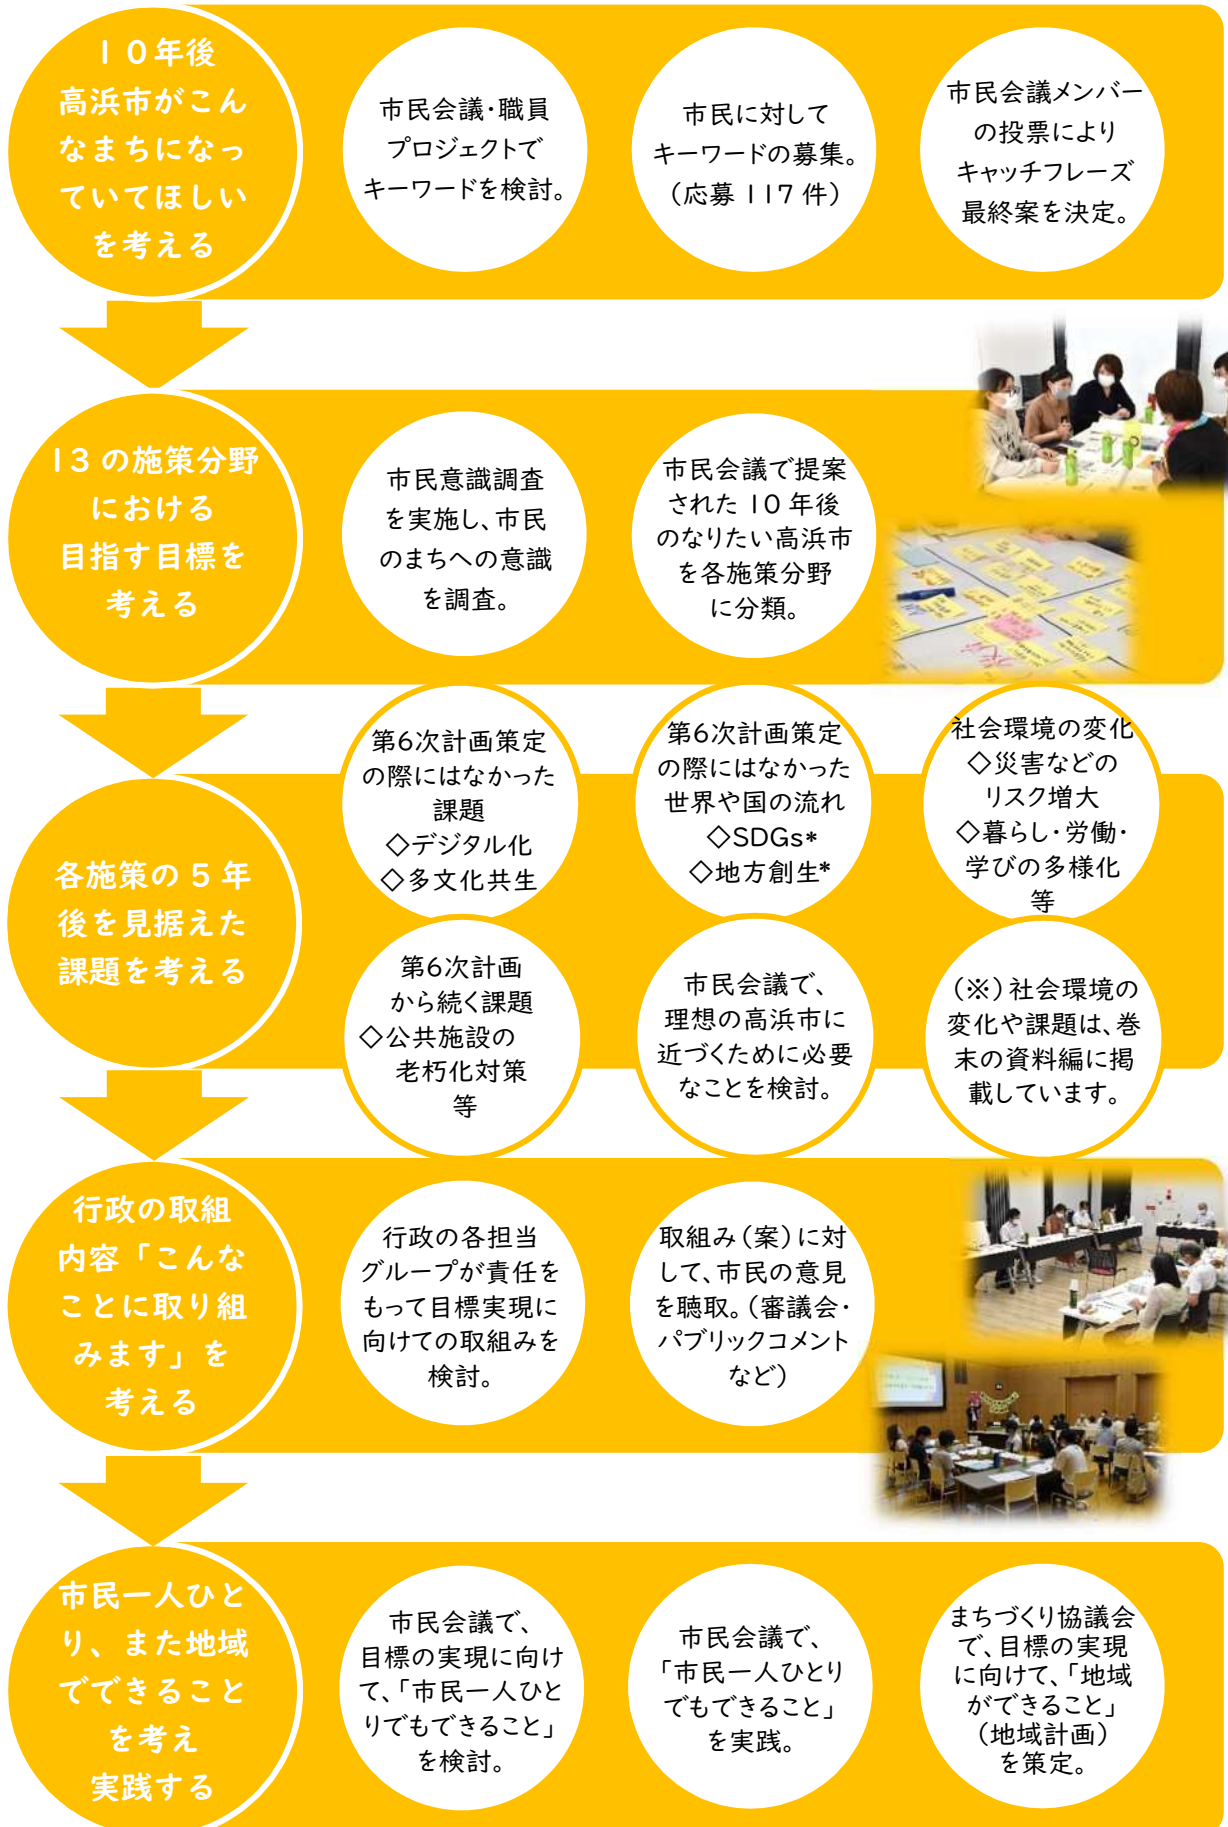 10年後
高浜市がこん
なまちになっ
ていてほしい
を考える
市民会議・職員
プロジェクトで
キーワードを検討。
市民に対して
キーワードの募集。
(応募 117 件)
市民会議メンバー
の投票により
キャッチフレーズ
最終案を決定。
13 の施策分野
における
目指す目標を
考える
市民意識調査
を実施し、市民
のまちへの意識
を調査。
市民会議で提案
された 10 年後
のなりたい高浜市
を各施策分野
に分類。
各施策の 5 年
後を見据えた
課題を考える
第6次計画策定
の際にはなかった
課題
◇デジタル化
◇多文化共生
第6次計画策定
の際にはなかった
世界や国の流れ
◇SDGs*
◇地方創生*
社会環境の変化
◇災害などの
リスク増大
◇暮らし・労働・
学びの多様化
等
第6次計画
から続く課題
◇公共施設の
老朽化対策
等
市民会議で、
理想の高浜市に
近づくために必要
なことを検討。
(※)社会環境の
変化や課題は、巻
末の資料編に掲
載しています。
行政の取組
内容「こんな
ことに取り組
みます」を
考える
行政の各担当
グループが責任を
もって目標実現に
向けての取組みを
検討。
取組み(案)に対
して、市民の意見
を聴取。(審議会・
パブリックコメント
など)
市民一人ひと
り、また地域
でできること
を考え
実践する
市民会議で、
目標の実現に向け
て、「市民一人ひと
りでもできること」
を検討。
市民会議で、
「市民一人ひとり
でもできること」
を実践。
まちづくり協議会
で、目標の実現
に向けて、「地域
ができること」
(地域計画)
を策定。